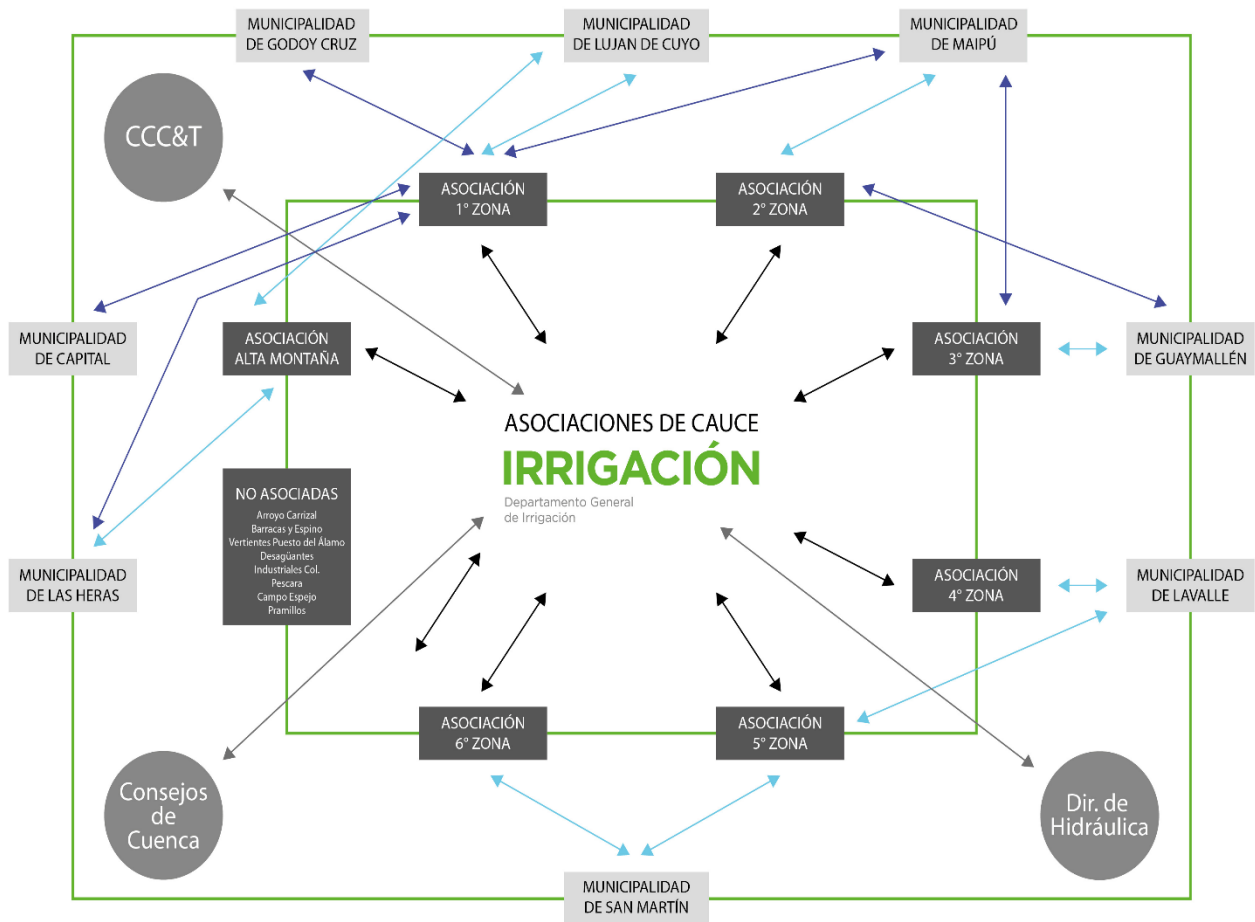 MUNICIPALIDAD
DE GODOY CRUZ
MUNICIPALIDAD
DE LUJAN DE CUYO
MUNICIPALIDAD
DE MAIPÚ
CCC&T
ASOCIACIÓN
1° ZONA
ASOCIACIÓN
2° ZONA
MUNICIPALIDAD
DE CAPITAL
ASOCIACIÓN
ALTA MONTAÑA
ASOCIACIÓN
3° ZONA
MUNICIPALIDAD
DE GUAYMALLÉN
ASOCIACIONES DE CAUCE
IRRIGACIÓN
Departamento General
de Irrigación
NO ASOCIADAS
Arroyo Carrizal
Barracas y Espino
Vertientes Puesto del Álamo
Desagüantes
Industriales Col.
Pescara
Campo Espejo
Pramillos
MUNICIPALIDAD
DE LAS HERAS
ASOCIACIÓN
4° ZONA
MUNICIPALIDAD
DE LAVALLE
ASOCIACIÓN
6° ZONA
ASOCIACIÓN
5° ZONA
Consejos
de
Cuenca
Dir. de
Hidráulica
MUNICIPALIDAD
DE SAN MARTÍN